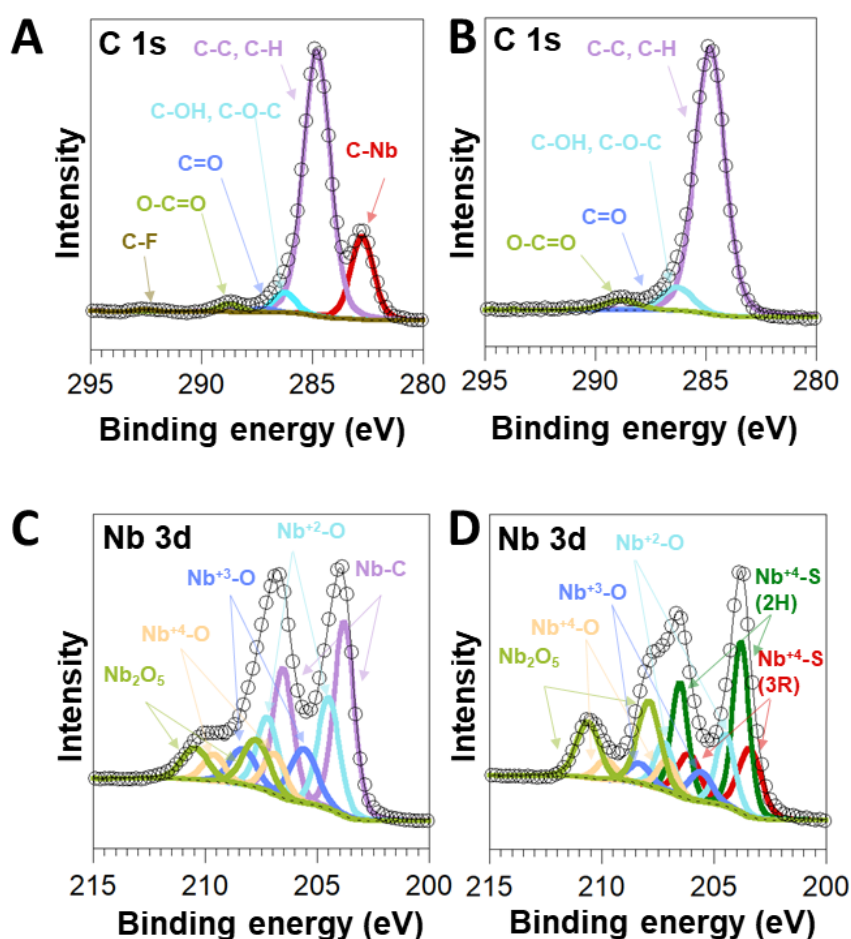 A
C 1s
C-C, C-H
C-OH, C-O-C
C=O
C-Nb
O-C=O
C-F
Intensity
295 290 285 280
Binding energy (eV)
B
C 1s
C-C, C-H
C-OH, C-O-C
C=O
O-C=O
Intensity
295 290 285 280
Binding energy (eV)
C
Nb 3d
Nb⁺²-O
Nb⁺³-O
Nb-C
Nb⁺⁴-O
Nb₂O₅
Intensity
215 210 205 200
Binding energy (eV)
D
Nb 3d
Nb⁺²-O
Nb⁺⁴-S
(2H)
Nb⁺³-O
Nb⁺⁴-O
Nb₂O₅
Nb⁺⁴-S
(3R)
Intensity
215 210 205 200
Binding energy (eV)